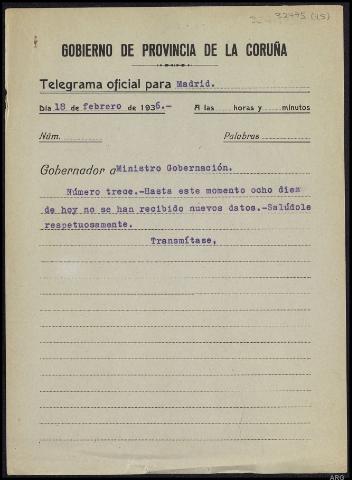 32775 (15)
GOBIERNO DE PROVINCIA DE LA CORUÑA
Telegrama oficial para Madrid.
Día 18 de febrero de 1936.- A las horas y minutos
Núm. Palabras
Gobernador a Ministro Gobernación.
Número trece.-Hasta este momento ocho diez
de hoy no se han recibido nuevos datos.-Salúdole
respetuosamente.
Transmítase,
ARG